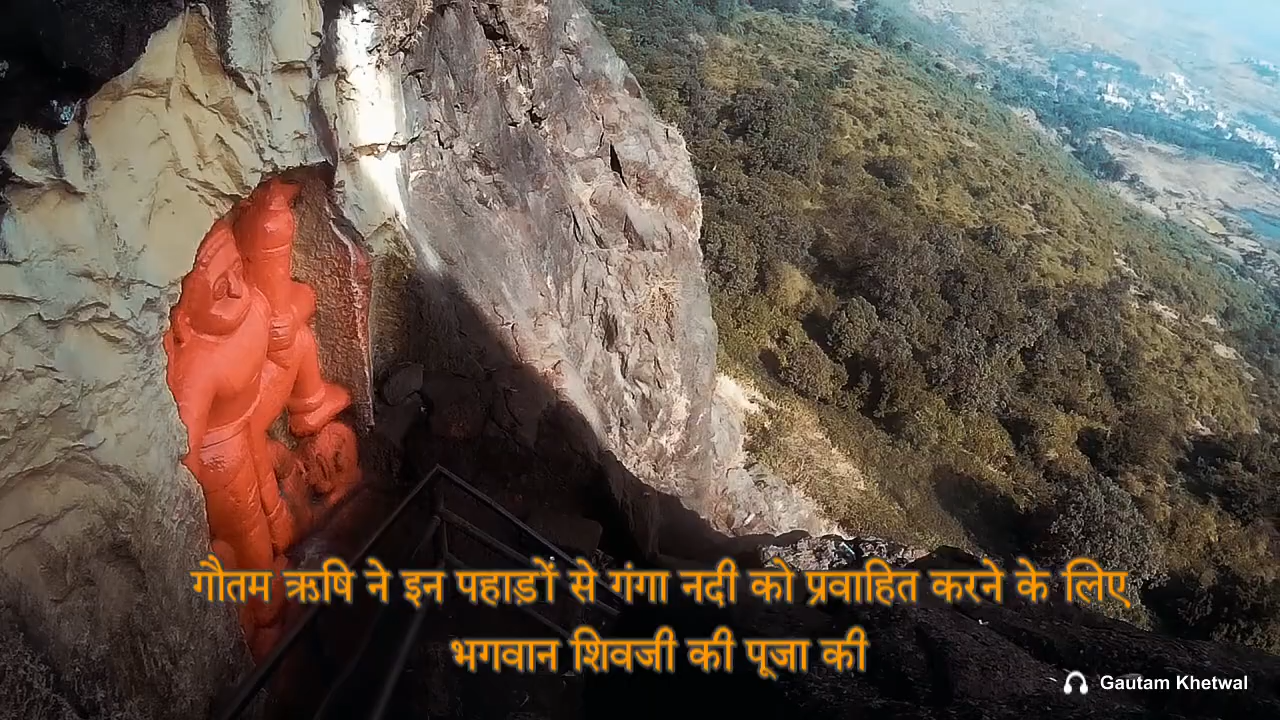 गौतम ऋषि ने इन पहाड़ों से गंगा नदी को प्रवाहित करने के लिए
भगवान शिवजी की पूजा की
Gautam Khetwal